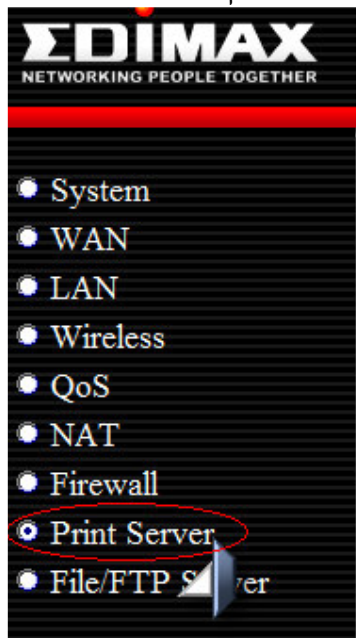 EDIMAX
NETWORKING PEOPLE TOGETHER
System
WAN
LAN
Wireless
QoS
NAT
Firewall
Print Server
File/FTP